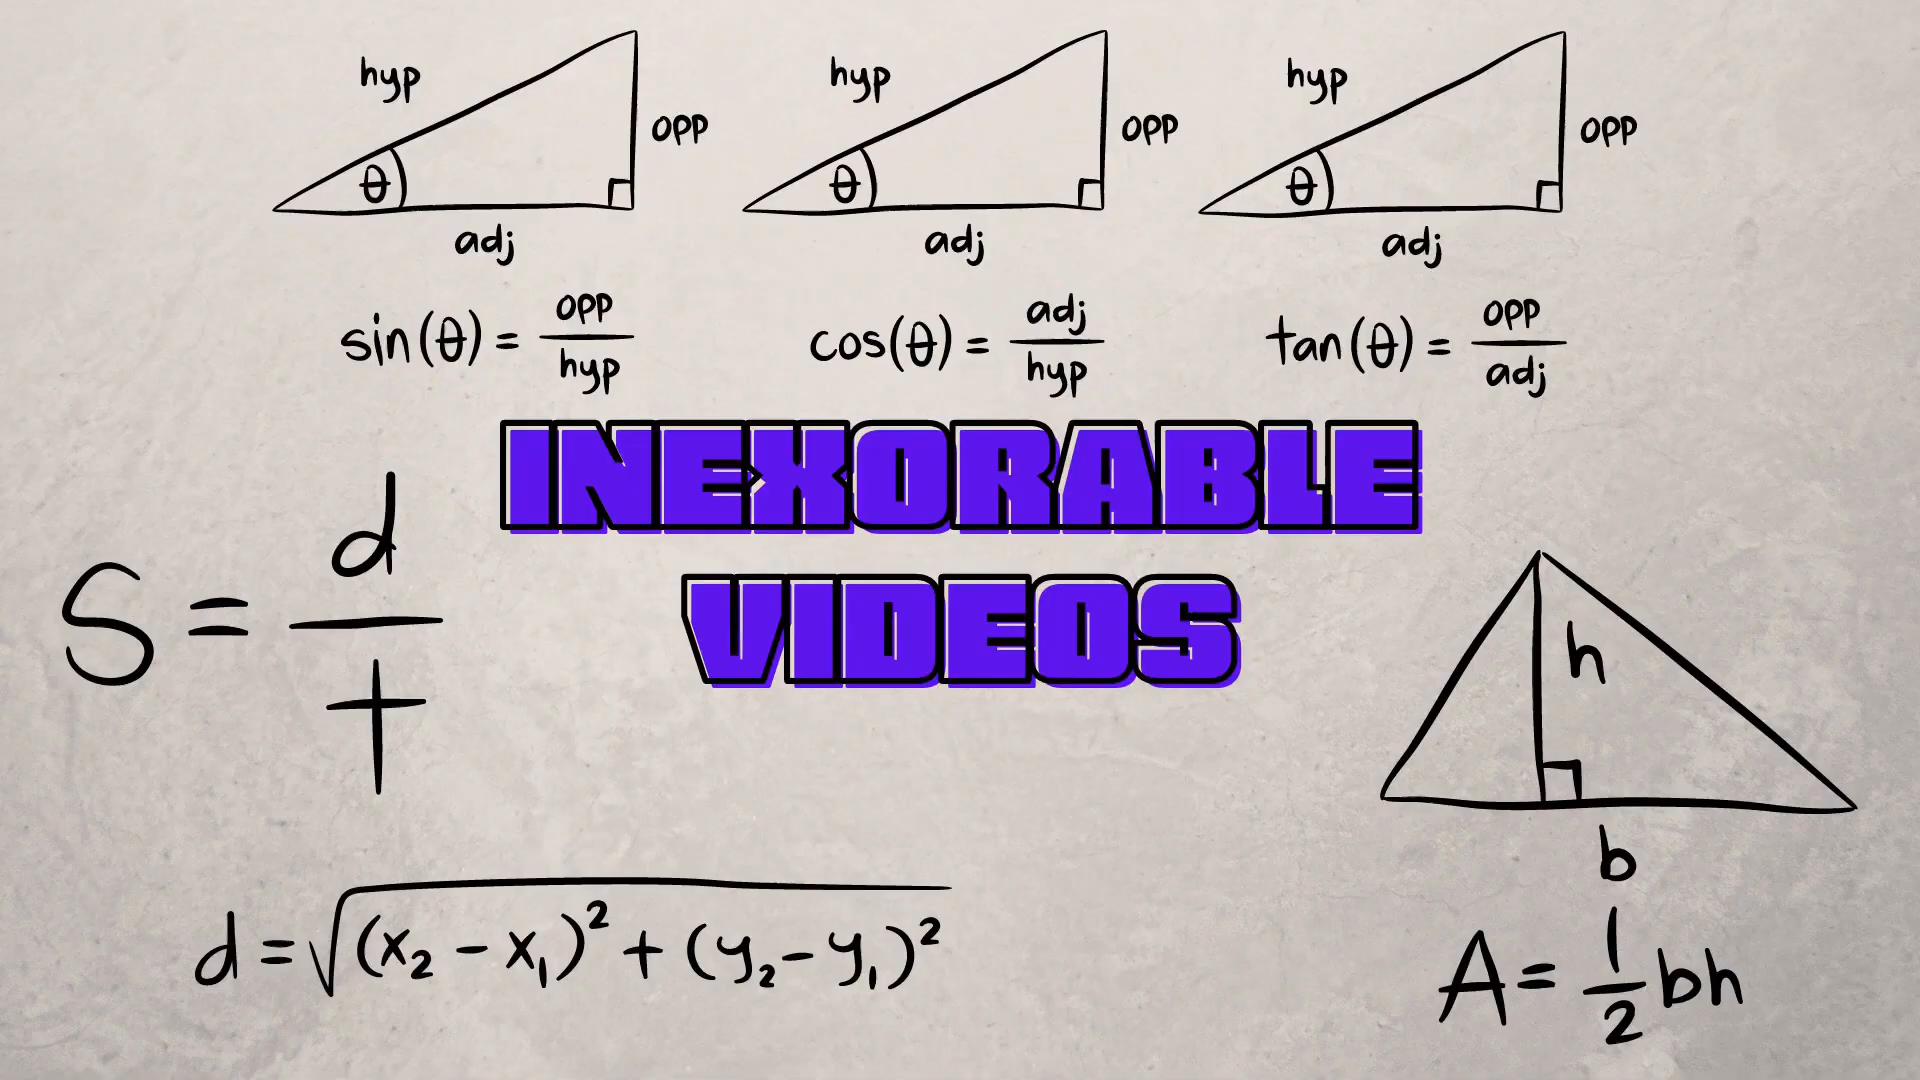 hyp hyp hyp
opp opp opp
θ θ θ
adj adj adj
sin(θ) = opp/hyp cos(θ) = adj/hyp tan(θ) = opp/adj
INEXORABLE
VIDEOS
S = d/t
h
b
d = √(x₂ - x₁)² + (y₂ - y₁)²
A = 1/2 bh